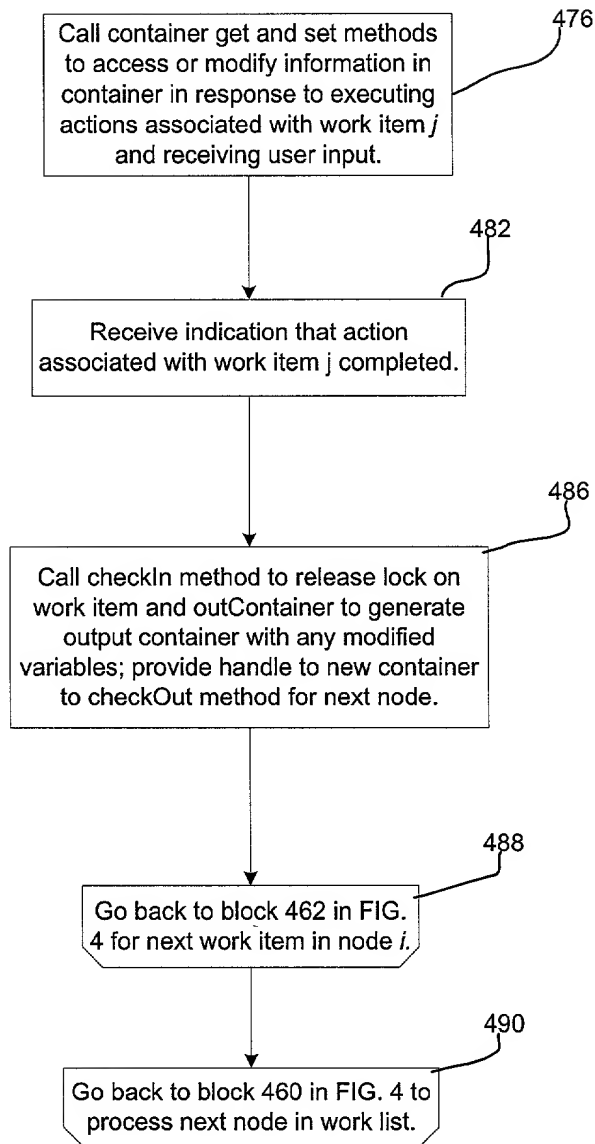 476
Call container get and set methods
to access or modify information in
container in response to executing
actions associated with work item j
and receiving user input.
482
Receive indication that action
associated with work item j completed.
486
Call checkIn method to release lock on
work item and outContainer to generate
output container with any modified
variables; provide handle to new container
to checkOut method for next node.
488
Go back to block 462 in FIG.
4 for next work item in node i.
490
Go back to block 460 in FIG. 4 to
process next node in work list.